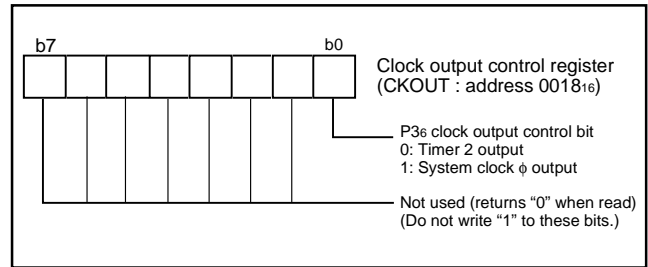 b7 b0
Clock output control register
(CKOUT : address 0018₁₆)
P3₆ clock output control bit
0: Timer 2 output
1: System clock ϕ output
Not used (returns “0” when read)
(Do not write “1” to these bits.)